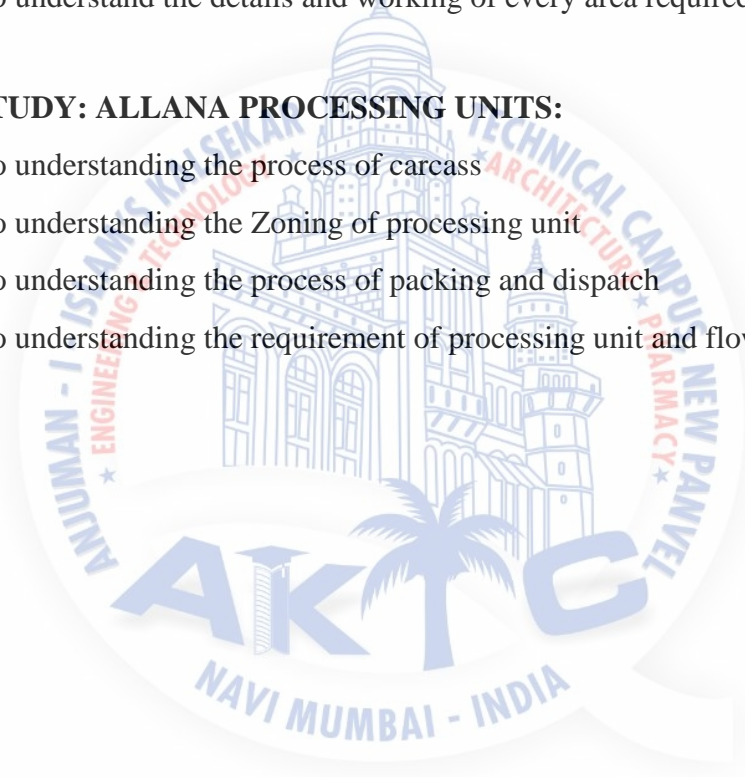 o understand the details and working of every area required
TUDY: ALLANA PROCESSING UNITS:
o understanding the process of carcass
o understanding the Zoning of processing unit
o understanding the process of packing and dispatch
o understanding the requirement of processing unit and flow
ANJUMAN - I ISLAM'S KALSEKAR TECHNICAL CAMPUS NEW PANVEL
★ ENGINEERING & TECHNOLOGY ARCHITECTURE ★ PHARMACY ★
AKTC
NAVI MUMBAI - INDIA